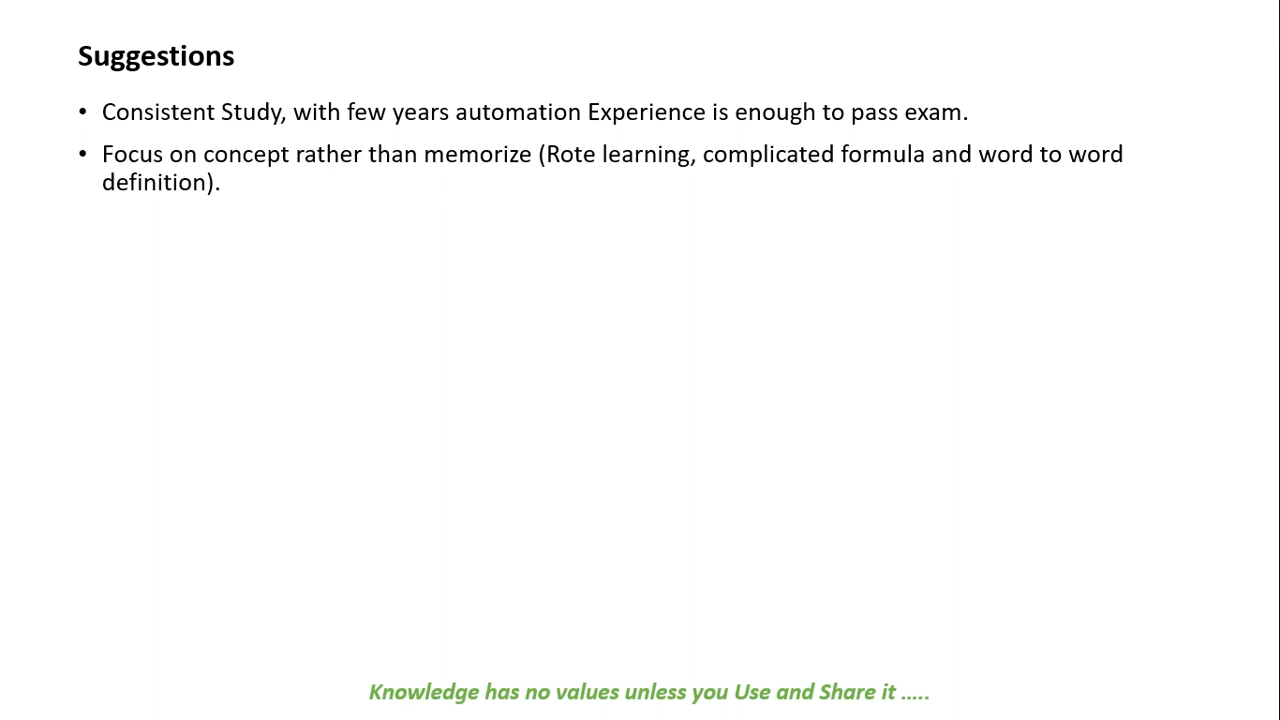 Suggestions
• Consistent Study, with few years automation Experience is enough to pass exam.
• Focus on concept rather than memorize (Rote learning, complicated formula and word to word
definition).
Knowledge has no values unless you Use and Share it .....